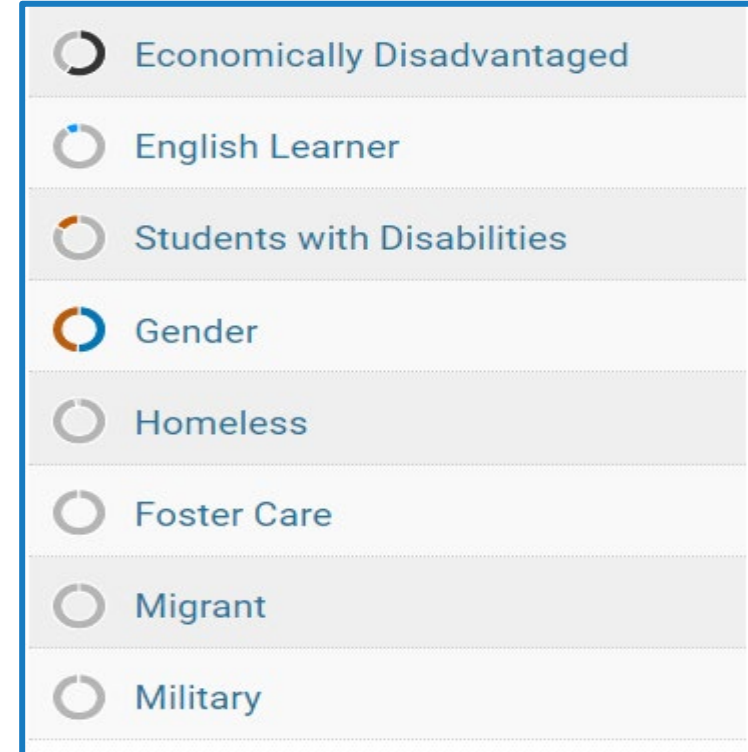 Economically Disadvantaged
English Learner
Students with Disabilities
Gender
Homeless
Foster Care
Migrant
Military